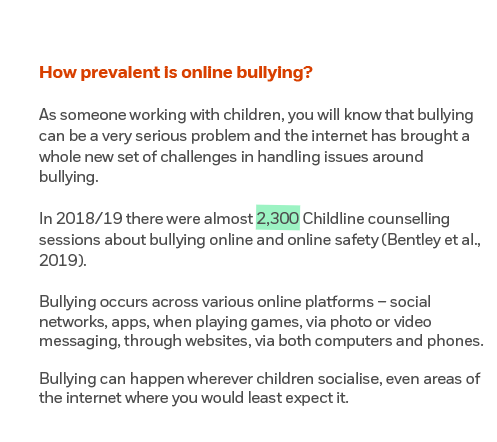 How prevalent is online bullying?
As someone working with children, you will know that bullying
can be a very serious problem and the internet has brought a
whole new set of challenges in handling issues around
bullying.
In 2018/19 there were almost 2,300 Childline counselling
sessions about bullying online and online safety (Bentley et al.,
2019).
Bullying occurs across various online platforms – social
networks, apps, when playing games, via photo or video
messaging, through websites, via both computers and phones.
Bullying can happen wherever children socialise, even areas of
the internet where you would least expect it.